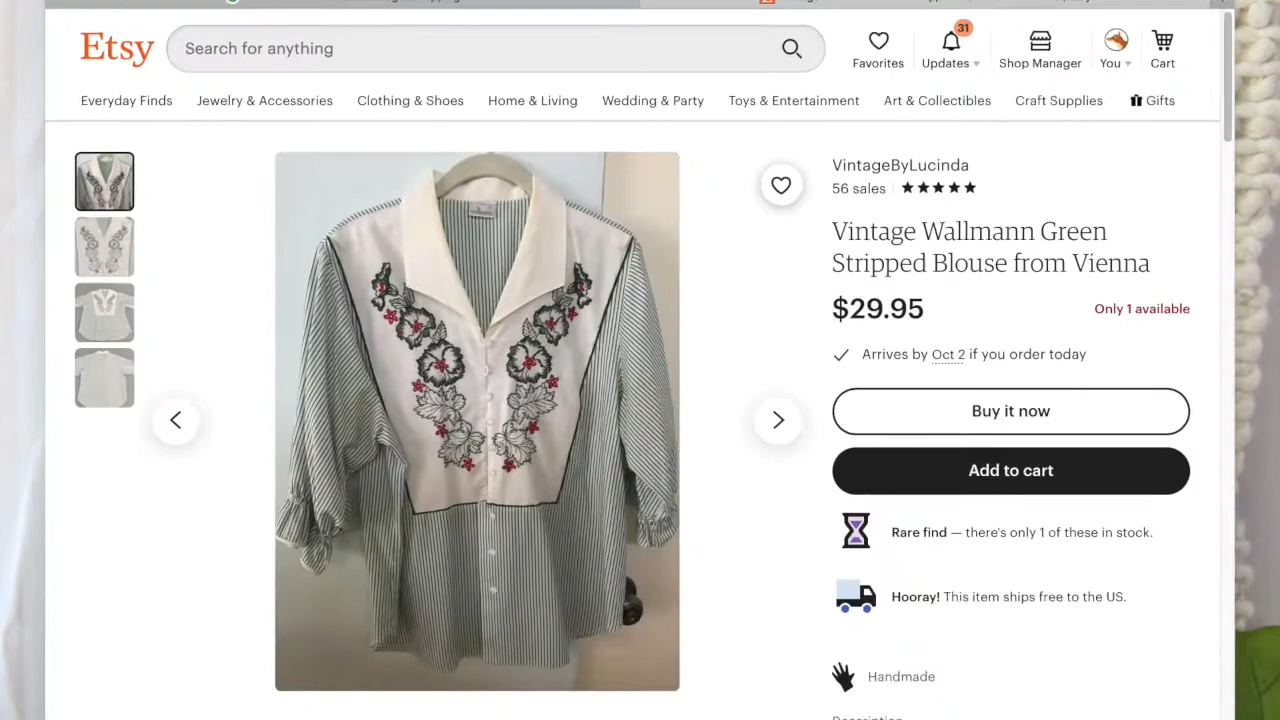 Etsy
Search for anything
Favorites
31
Updates
Shop Manager
You
Cart
Everyday Finds
Jewelry & Accessories
Clothing & Shoes
Home & Living
Wedding & Party
Toys & Entertainment
Art & Collectibles
Craft Supplies
Gifts
VintageByLucinda
56 sales
Vintage Wallmann Green
Stripped Blouse from Vienna
$29.95
Only 1 available
Arrives by Oct 2 if you order today
Buy it now
Add to cart
Rare find — there's only 1 of these in stock.
Hooray! This item ships free to the US.
Handmade